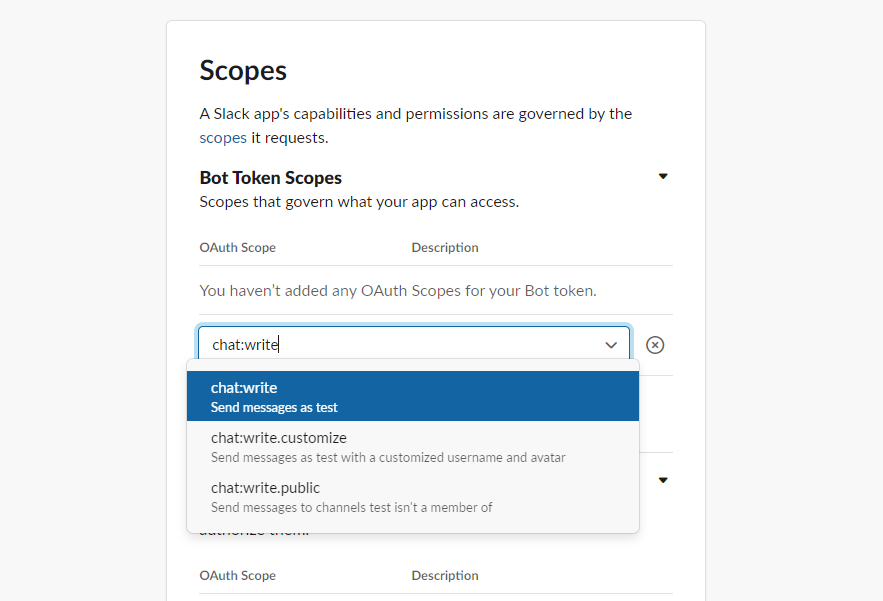 Scopes
A Slack app's capabilities and permissions are governed by the
scopes it requests.
Bot Token Scopes
Scopes that govern what your app can access.
OAuth Scope Description
You haven’t added any OAuth Scopes for your Bot token.
chat:write
chat:write
Send messages as test
chat:write.customize
Send messages as test with a customized username and avatar
chat:write.public
Send messages to channels test isn’t a member of
authorize them.
OAuth Scope Description